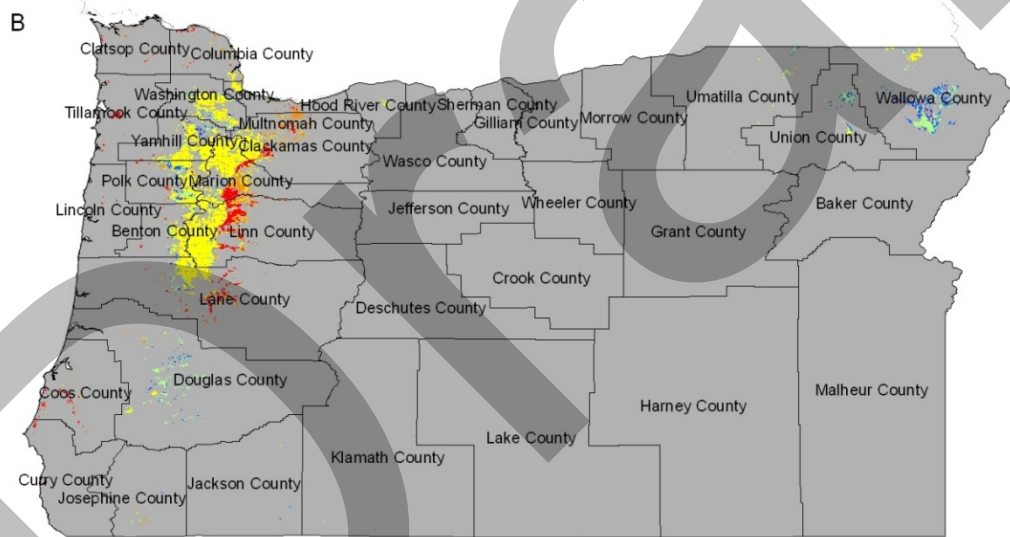 B
Clatsop County
Columbia County
Washington County
Tillamook County
Hood River County
Sherman County
Multnomah County
Gilliam County
Morrow County
Umatilla County
Wallowa County
Yamhill County
Clackamas County
Union County
Wasco County
Polk County
Marion County
Lincoln County
Jefferson County
Wheeler County
Baker County
Benton County
Linn County
Grant County
Crook County
Lane County
Deschutes County
Douglas County
Coos County
Malheur County
Harney County
Lake County
Klamath County
Curry County
Jackson County
Josephine County